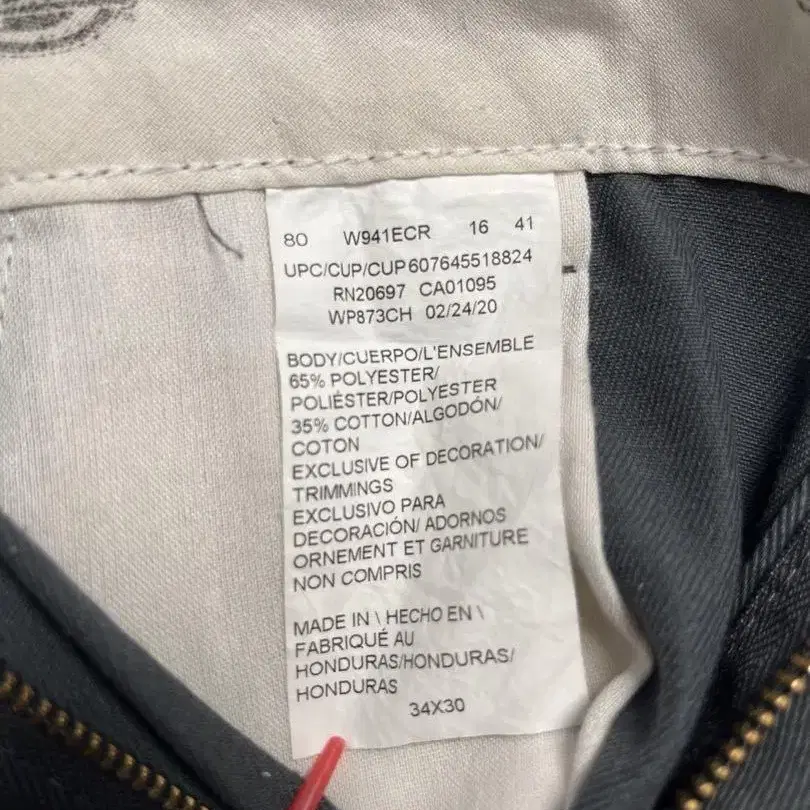 80 W941ECR 16 41
UPC/CUP/CUP 607645518824
RN20697 CA01095
WP873CH 02/24/20
BODY/CUERPO/L'ENSEMBLE
65% POLYESTER/
POLIÉSTER/POLYESTER
35% COTTON/ALGODÓN/
COTON
EXCLUSIVE OF DECORATION/
TRIMMINGS
EXCLUSIVO PARA
DECORACIÓN/ ADORNOS
ORNEMENT ET GARNITURE
NON COMPRIS
MADE IN \ HECHO EN \
FABRIQUÉ AU
HONDURAS/HONDURAS/
HONDURAS
34X30